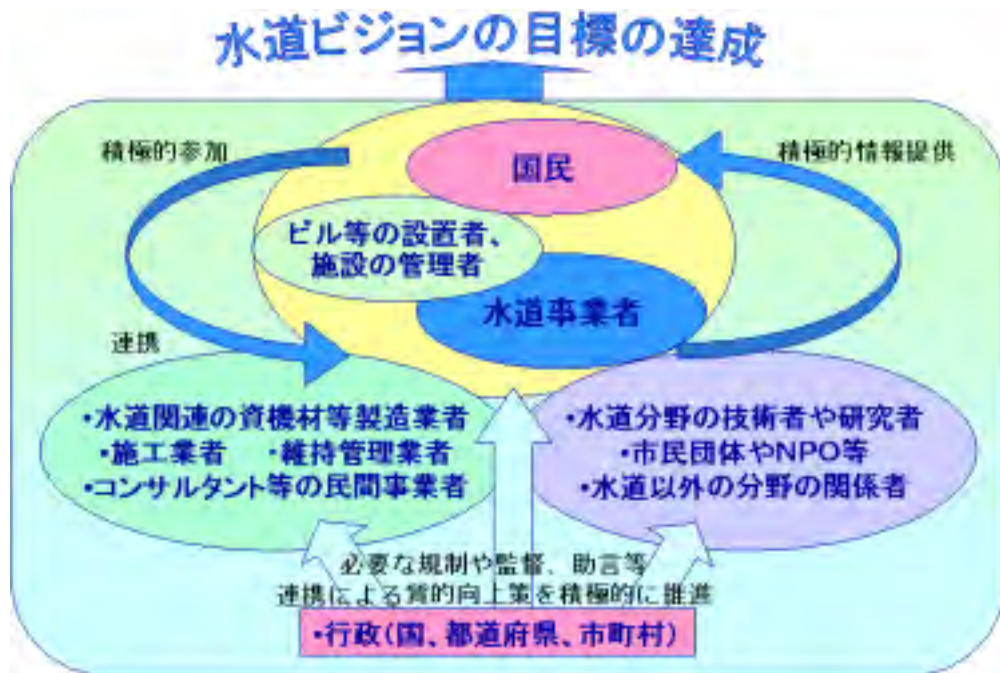 水道ビジョンの目標の達成
積極的参加
積極的情報提供
国民
ビル等の設置者、
施設の管理者
水道事業者
連携
・水道関連の資機材等製造業者
・施工業者　・維持管理業者
・コンサルタント等の民間事業者
・水道分野の技術者や研究者
・市民団体やNPO等
・水道以外の分野の関係者
必要な規制や監督、助言等
連携による質的向上策を積極的に推進
・行政(国、都道府県、市町村)